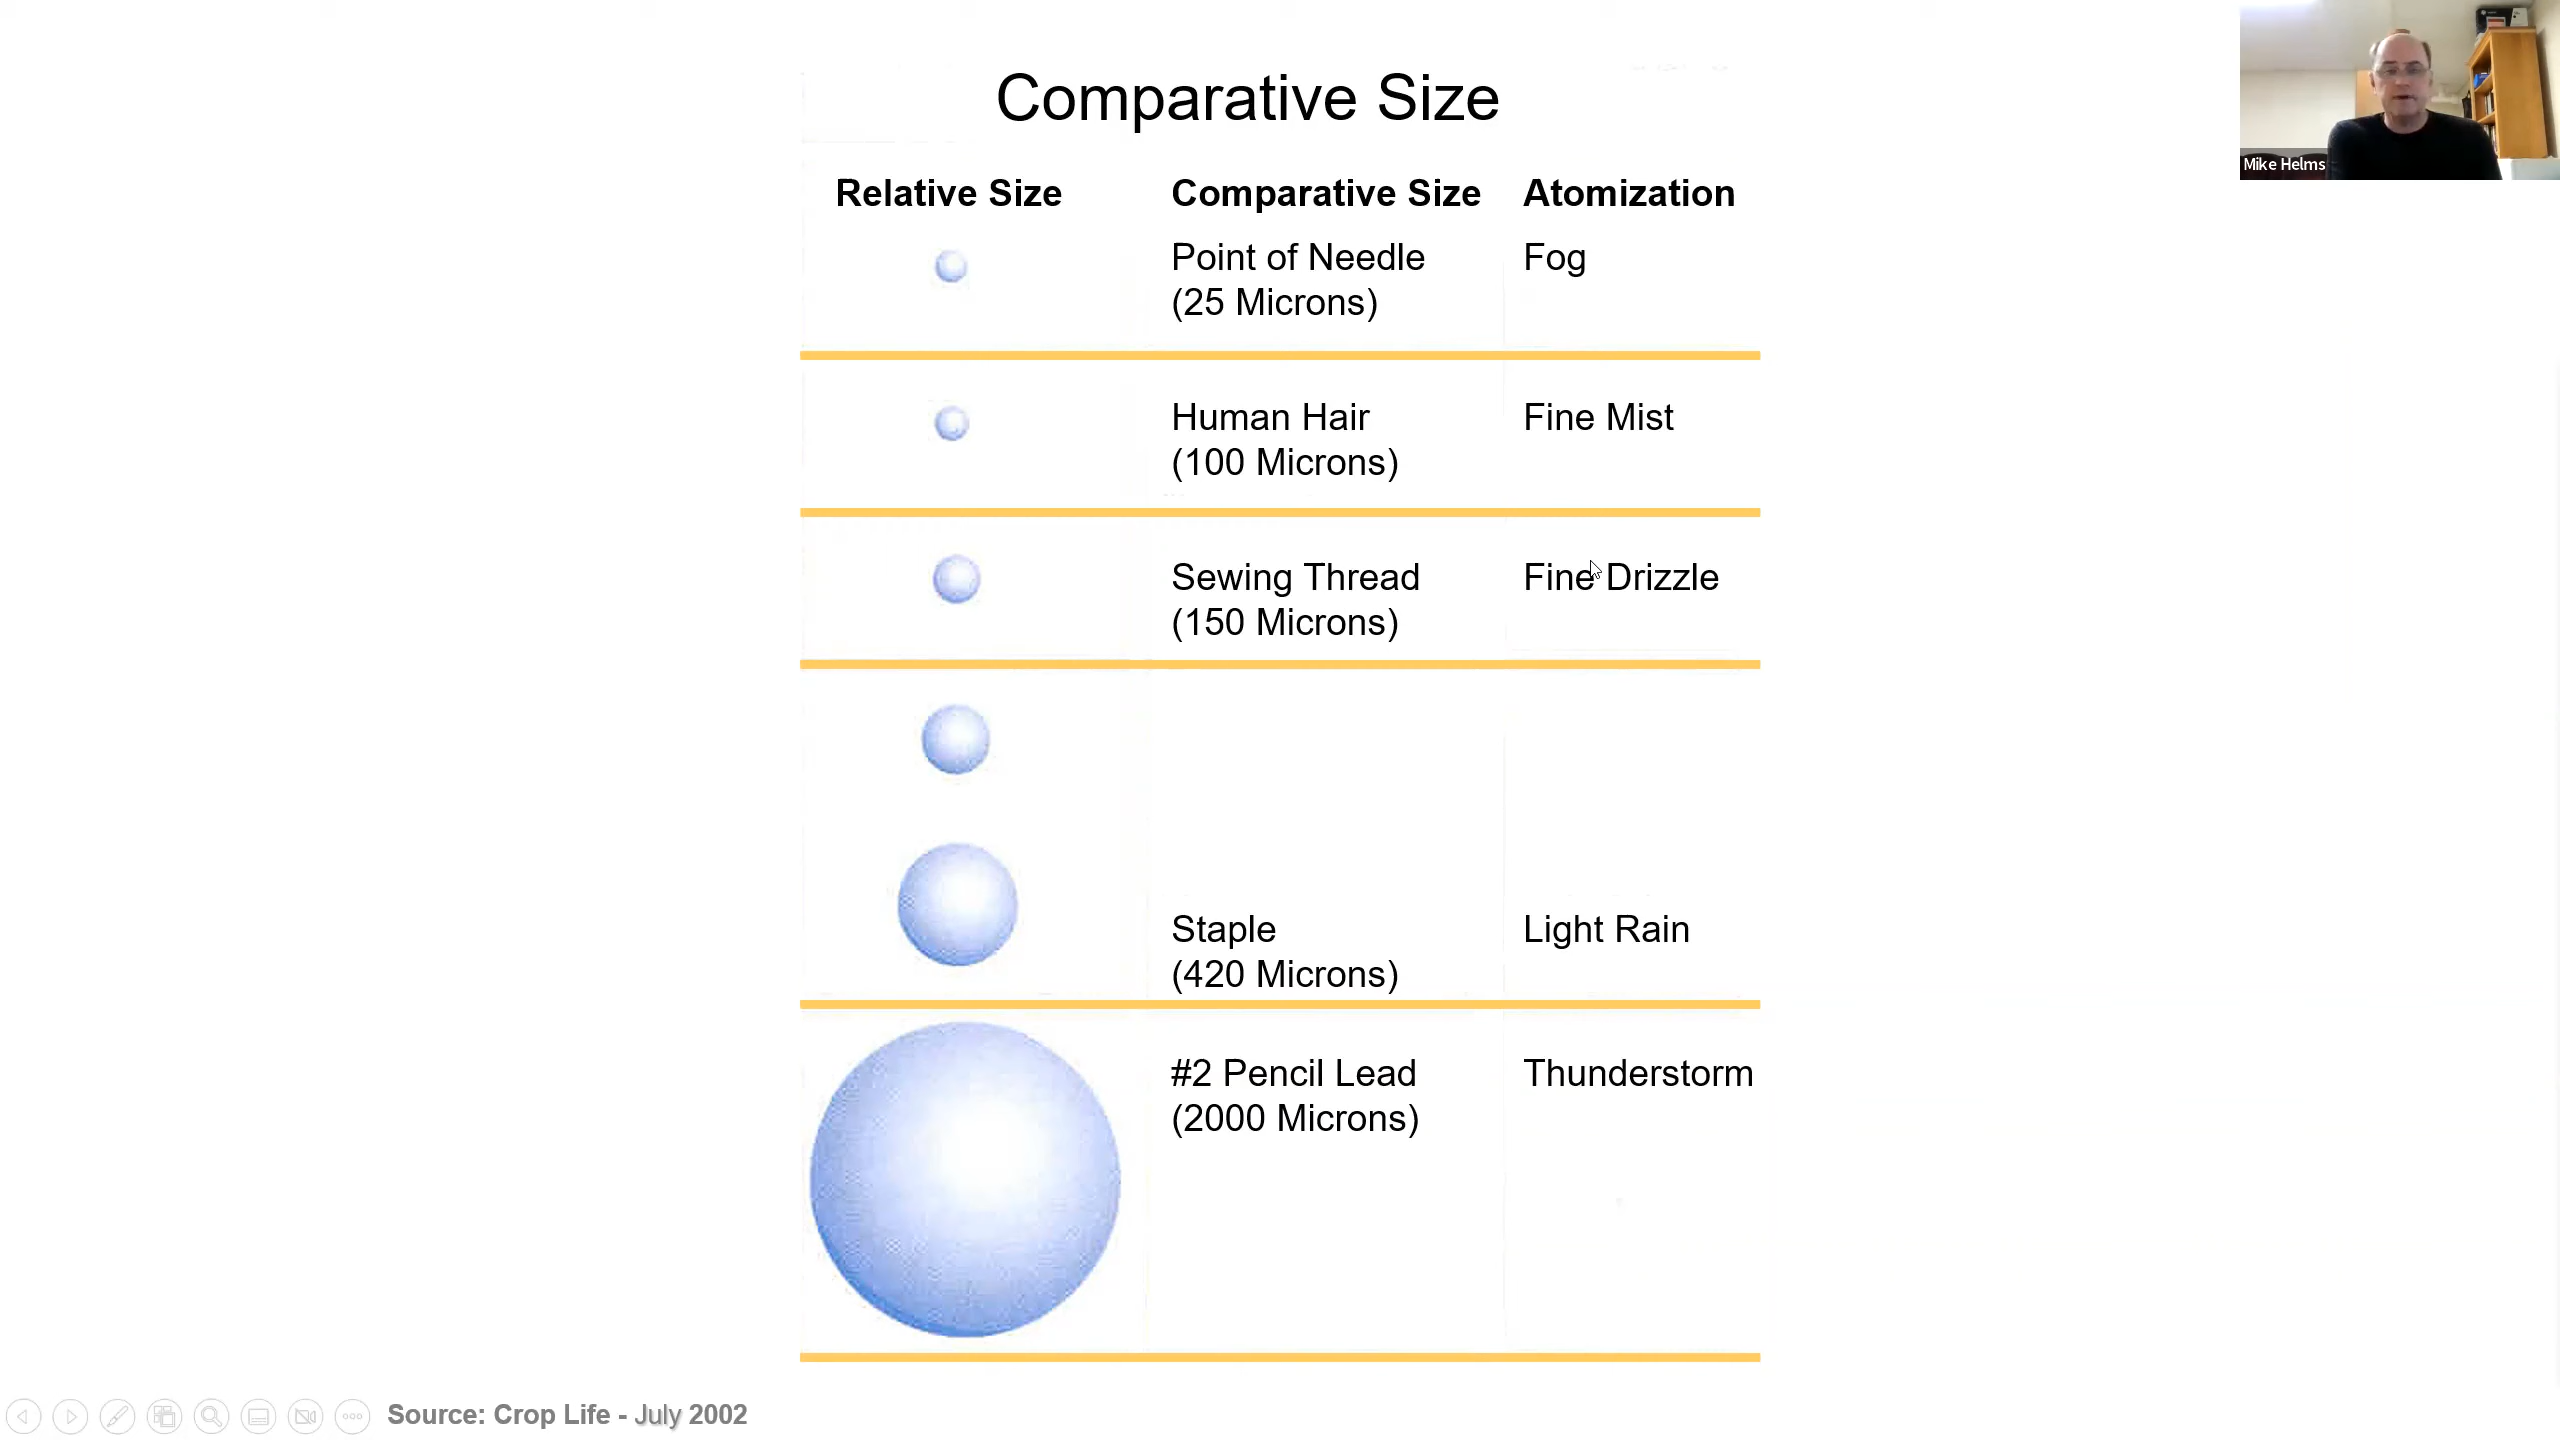 Comparative Size
Mike Helms
Relative Size Comparative Size Atomization
Point of Needle Fog
(25 Microns)
Human Hair Fine Mist
(100 Microns)
Sewing Thread Fine Drizzle
(150 Microns)
Staple Light Rain
(420 Microns)
#2 Pencil Lead Thunderstorm
(2000 Microns)
Source: Crop Life - July 2002